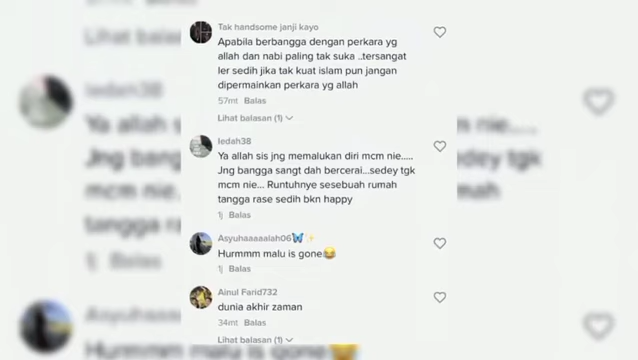 Tak handsome janji kayo
Apabila berbangga dengan perkara yg
allah dan nabi paling tak suka ..tersangat
ler sedih jika tak kuat islam pun jangan
dipermainkan perkara yg allah
57mt Balas
Lihat balasan (1)
ledah38
Ya allah sis jng memalukan diri mcm nie.....
Jng bangga sangt dah bercerai...sedey tgk
mcm nie... Runtuhnye sesebuah rumah
tangga rase sedih bkn happy
1j Balas
Asyuhaaaaalah06🦋✨
Hurmmm malu is gone😂
1j Balas
Ainul Farid732
dunia akhir zaman
34mt Balas
Lihat balasan (1)